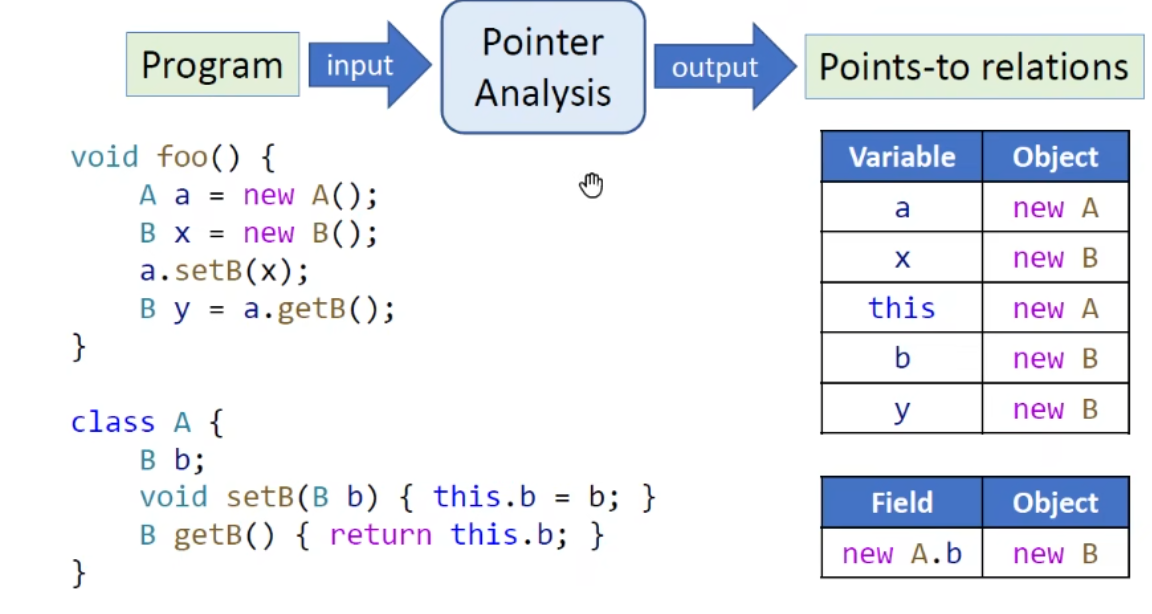 Program
input
Pointer
Analysis
output
Points-to relations
void foo() {
    A a = new A();
    B x = new B();
    a.setB(x);
    B y = a.getB();
}
class A {
    B b;
    void setB(B b) { this.b = b; }
    B getB() { return this.b; }
}
Variable Object
a new A
x new B
this new A
b new B
y new B
Field Object
new A.b new B